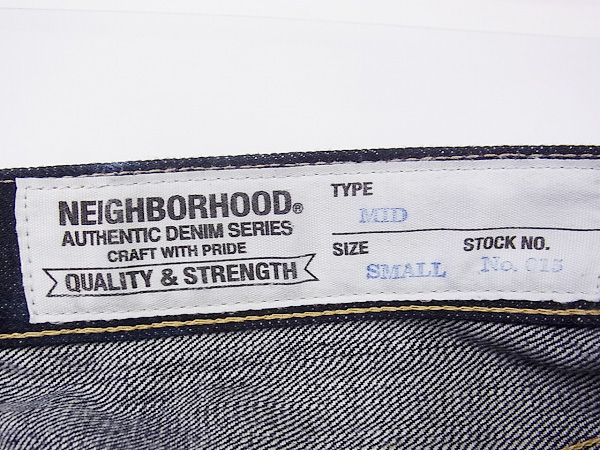 NEIGHBORHOOD®
AUTHENTIC DENIM SERIES
CRAFT WITH PRIDE
QUALITY & STRENGTH
TYPE
MID
SIZE
SMALL
STOCK NO.
No. 015